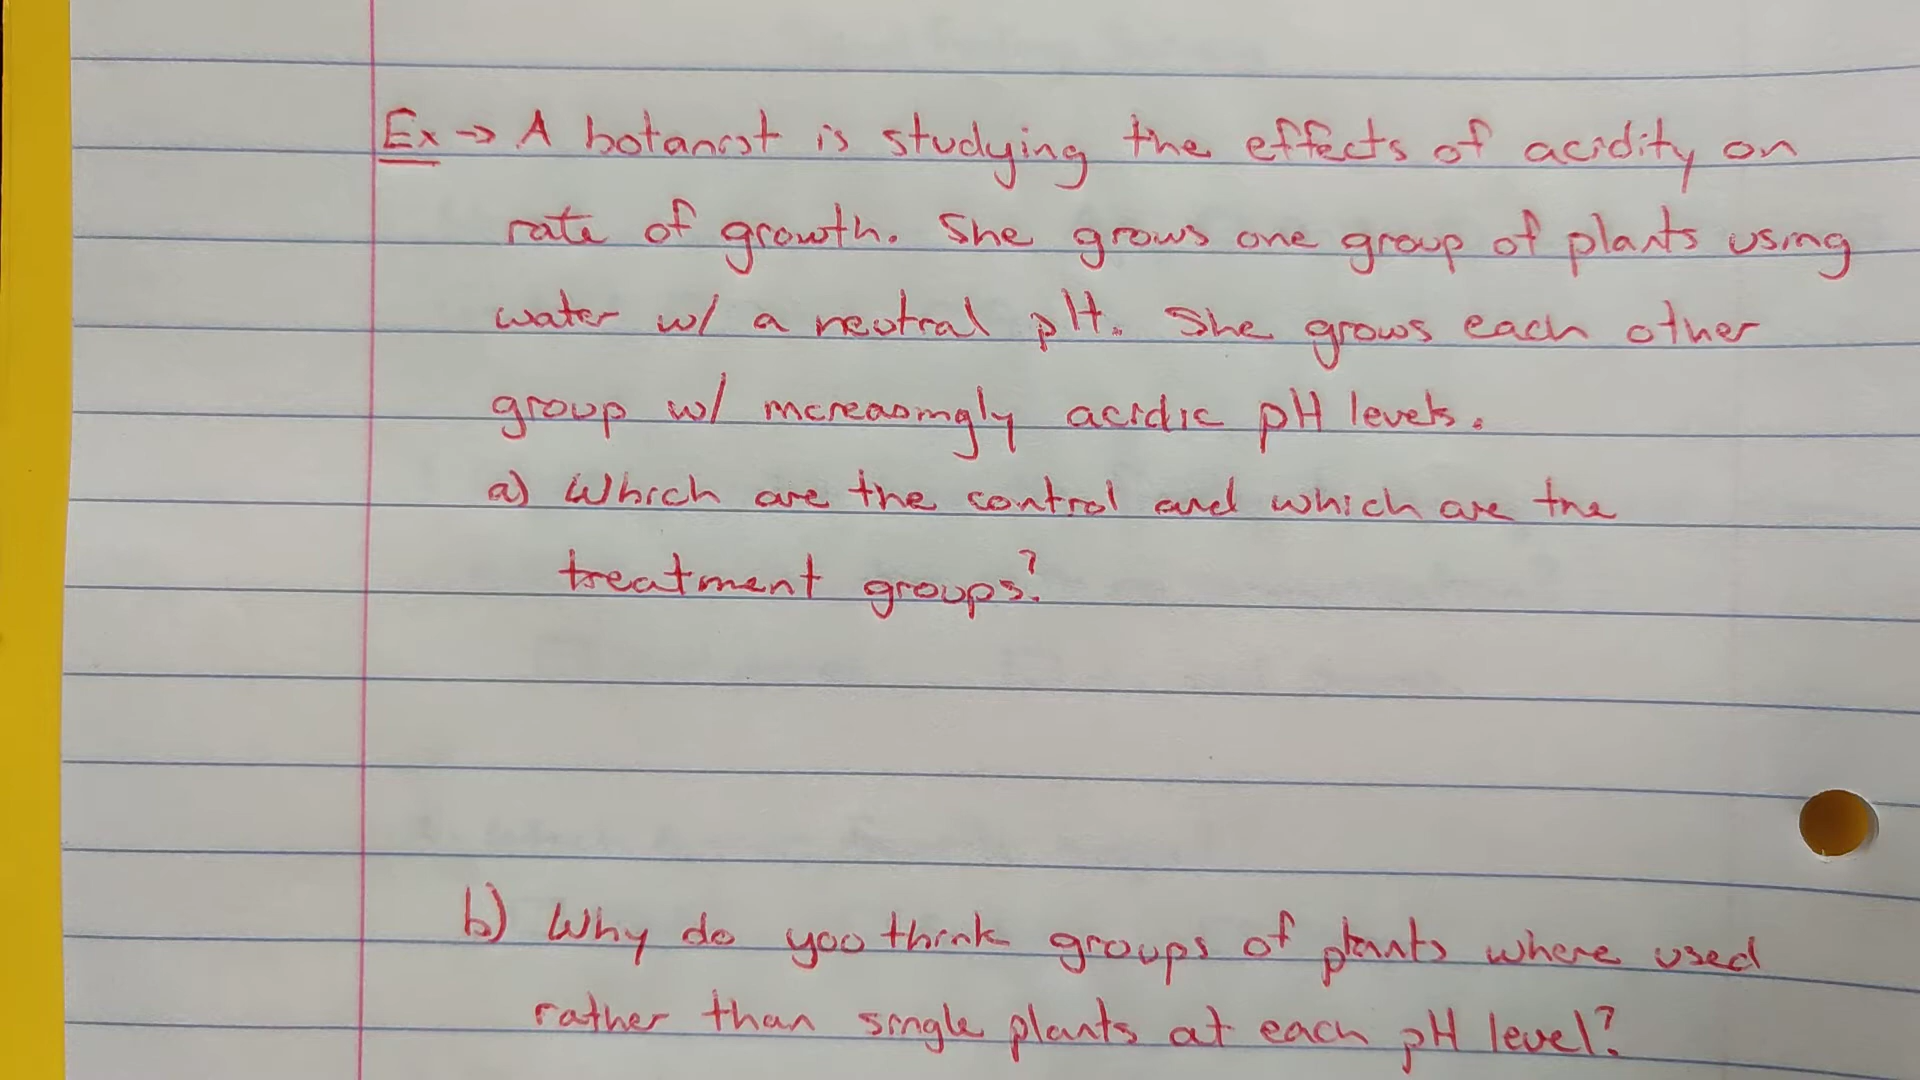 Ex → A botanist is studying the effects of acidity on
rate of growth. She grows one group of plants using
water w/ a neutral pH. She grows each other
group w/ increasingly acidic pH levels.
a) Which are the control and which are the
treatment groups?
b) Why do you think groups of plants where used
rather than single plants at each pH level?